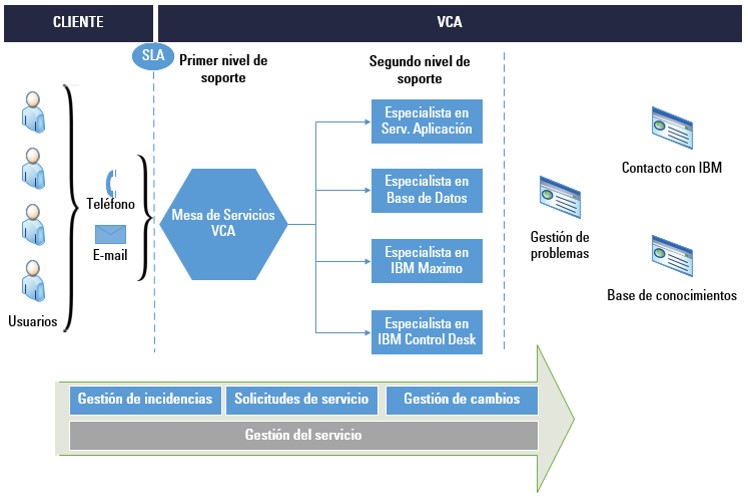 CLIENTE
VCA
SLA
Primer nivel de
soporte
Segundo nivel de
soporte
Usuarios
Teléfono
E-mail
Mesa de Servicios
VCA
Especialista en
Serv. Aplicación
Especialista en
Base de Datos
Especialista en
IBM Maximo
Especialista en
IBM Control Desk
Gestión de
problemas
Contacto con IBM
Base de conocimientos
Gestión de incidencias
Solicitudes de servicio
Gestión de cambios
Gestión del servicio